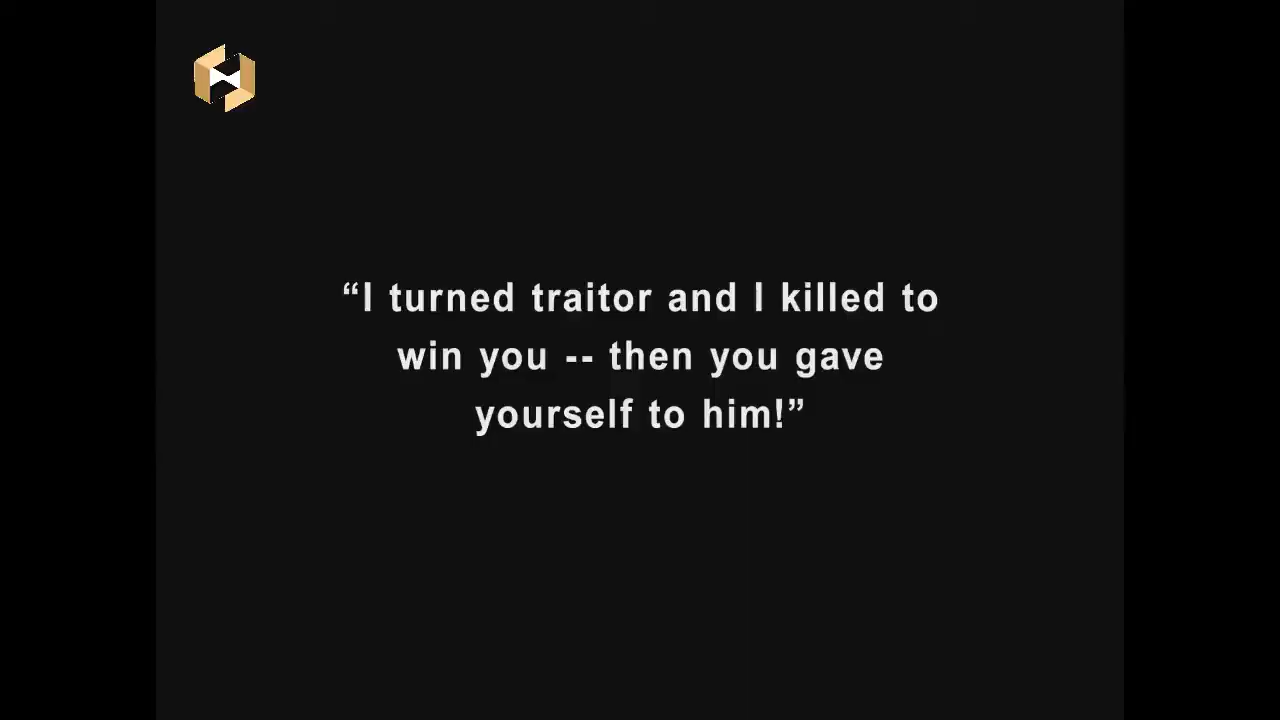 “I turned traitor and I killed to
win you -- then you gave
yourself to him!”